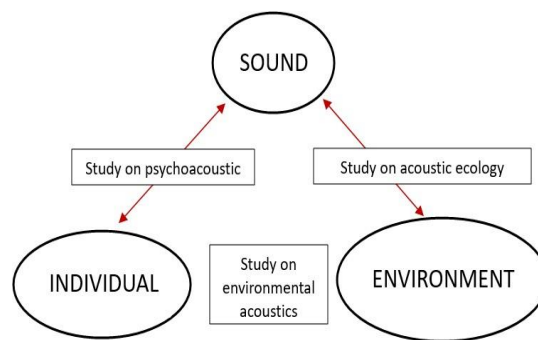 SOUND
Study on psychoacoustic
Study on acoustic ecology
INDIVIDUAL
Study on
environmental
acoustics
ENVIRONMENT